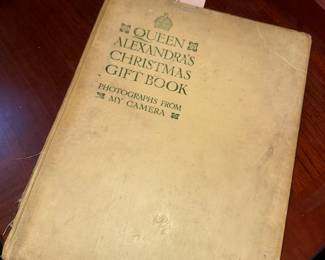 QUEEN
ALEXANDRA'S
CHRISTMAS
GIFT BOOK
PHOTOGRAPHS FROM
MY CAMERA